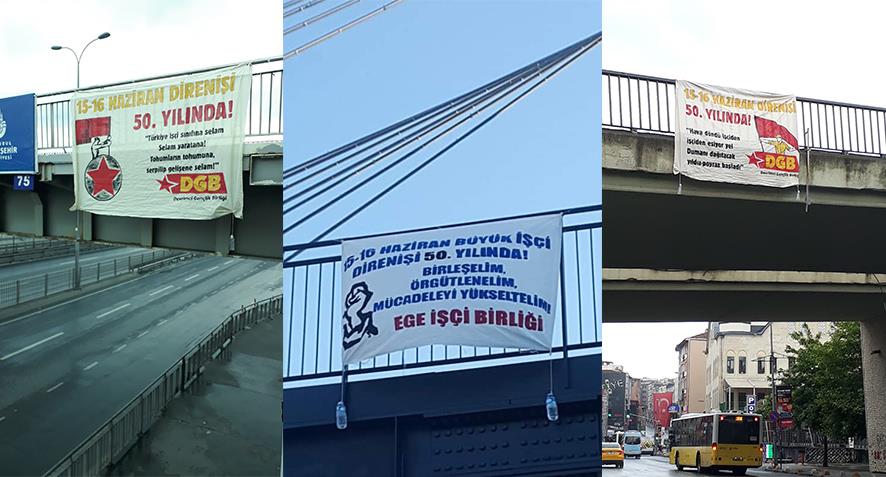 15-16 HAZİRAN DİRENİŞİ
50. YILINDA!
"Türkiye işçi sınıfına selam
Selam yaratana!
Tohumların tohumuna,
serpilip gelişene selam!"
DGB
Devrimci Gençlik Birliği
75
15-16 HAZİRAN BÜYÜK İŞÇİ
DİRENİŞİ 50. YILINDA!
BİRLEŞELİM,
ÖRGÜTLENELİM,
MÜCADELEYİ YÜKSELTELİM!
EGE İŞÇİ BİRLİĞİ
15-16 HAZİRAN DİRENİŞİ
50. YILINDA!
"Hava döndü işçiden
işçiden esiyor yel
Dumanı dağıtacak
yıldız-poyraz başladı"
DGB
Devrimci Gençlik Birliği
P